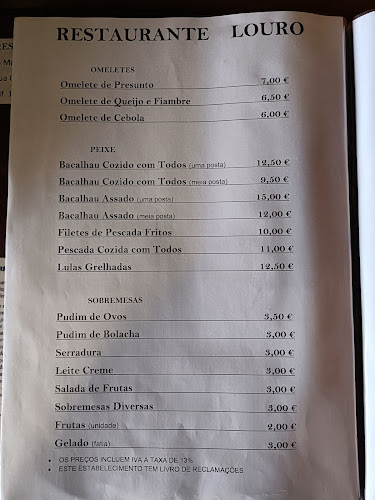 RESTAURANTE LOURO
OMELETES
Omelete de Presunto 7,00 €
Omelete de Queijo e Fiambre 6,50 €
Omelete de Cebola 6,00 €
PEIXE
Bacalhau Cozido com Todos (uma posta) 12,50 €
Bacalhau Cozido com Todos (meia posta) 9,50 €
Bacalhau Assado (uma posta) 15,00 €
Bacalhau Assado (meia posta) 12,00 €
Filetes de Pescada Fritos 10,00 €
Pescada Cozida com Todos 11,00 €
Lulas Grelhadas 12,50 €
SOBREMESAS
Pudim de Ovos 3,50 €
Pudim de Bolacha 3,00 €
Serradura 3,00 €
Leite Creme 3,00 €
Salada de Frutas 3,00 €
Sobremesas Diversas 3,00 €
Frutas (unidade) 2,00 €
Gelado (fatia) 3,00 €
• OS PREÇOS INCLUEM IVA A TAXA DE 13%
• ESTE ESTABELECIMENTO TEM LIVRO DE RECLAMAÇÕES